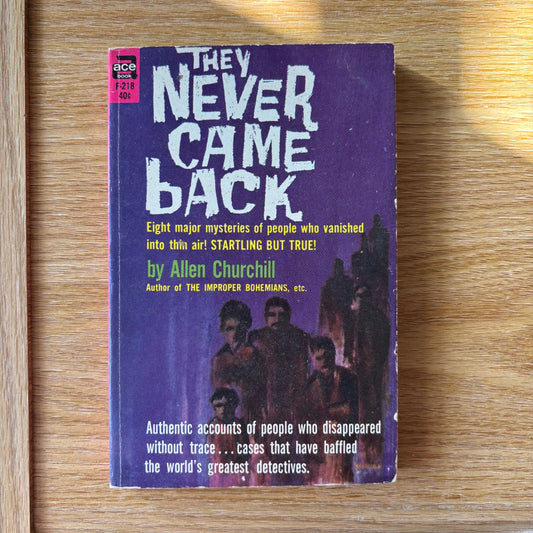 ace
book
F-218
40¢
THEY
NEVER
CAME
bACK
Eight major mysteries of people who vanished
into thin air! STARTLING BUT TRUE!
by Allen Churchill
Author of THE IMPROPER BOHEMIANS, etc.
Authentic accounts of people who disappeared
without trace...cases that have baffled
the world's greatest detectives.